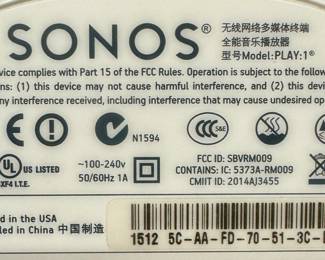 SONOS®
无线网络多媒体终端
全能音乐播放器
型号Model:PLAY:1®
vice complies with Part 15 of the FCC Rules. Operation is subject to the follow
ns: (1) this device may not cause harmful interference, and (2) this dev
ny interference received, including interference that may cause undesired op
N1594
UL US LISTED
XF4 I.T.E.
~100-240v
50/60Hz 1A
FCC ID: SBVRM009
CONTAINS: IC: 5373A-RM009
CMIIT ID: 2014AJ3455
d in the USA
led in China 中国制造
1512 5C-AA-FD-70-51-3C-